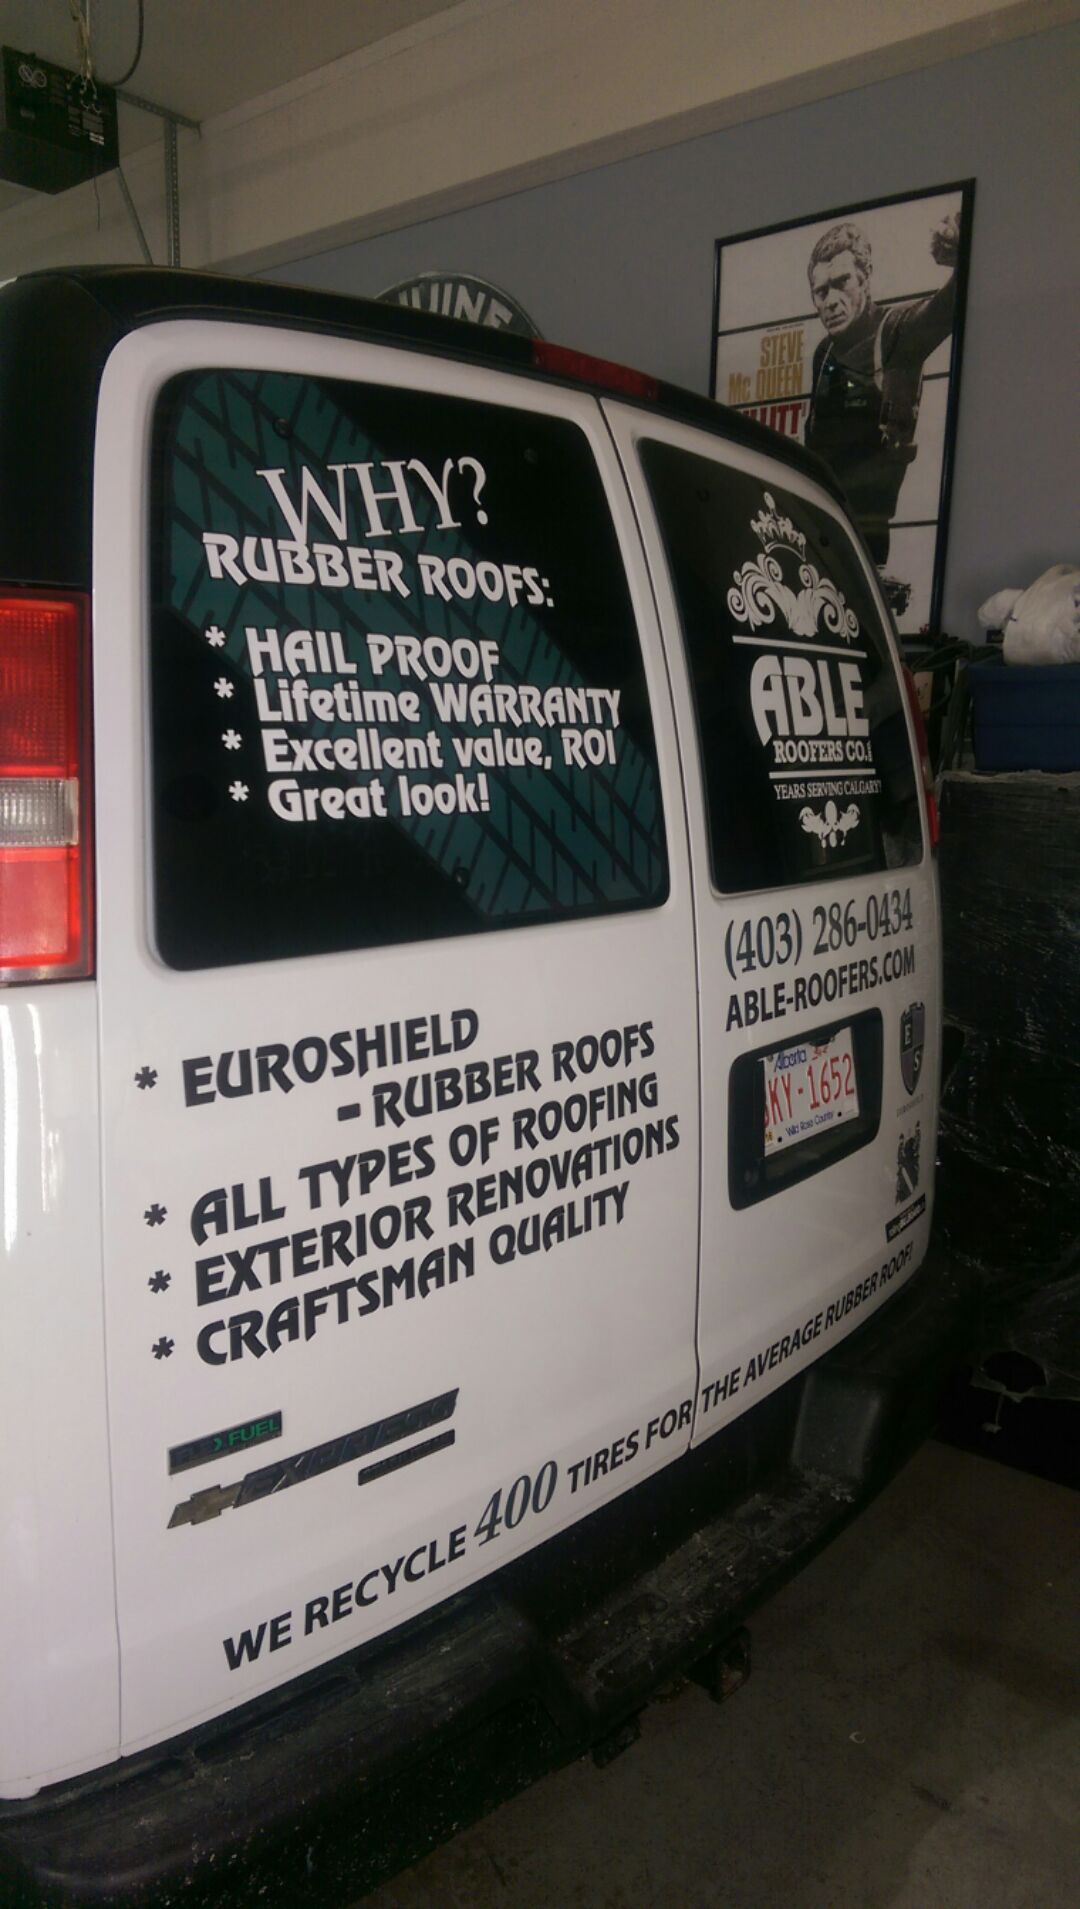 UINE
STEVE
McQUEEN
WHY?
RUBBER ROOFS:
* HAIL PROOF
* Lifetime WARRANTY
* Excellent value, ROI
* Great look!
ABLE
ROOFERS CO.
YEARS SERVING CALGARY
(403) 286-0434
ABLE-ROOFERS.COM
Alberta
KY-1652
Wild Rose Country
E
S
* EUROSHIELD
- RUBBER ROOFS
* ALL TYPES OF ROOFING
* EXTERIOR RENOVATIONS
* CRAFTSMAN QUALITY
FUEL
EXPRESS
WE RECYCLE 400 TIRES FOR THE AVERAGE RUBBER ROOF!